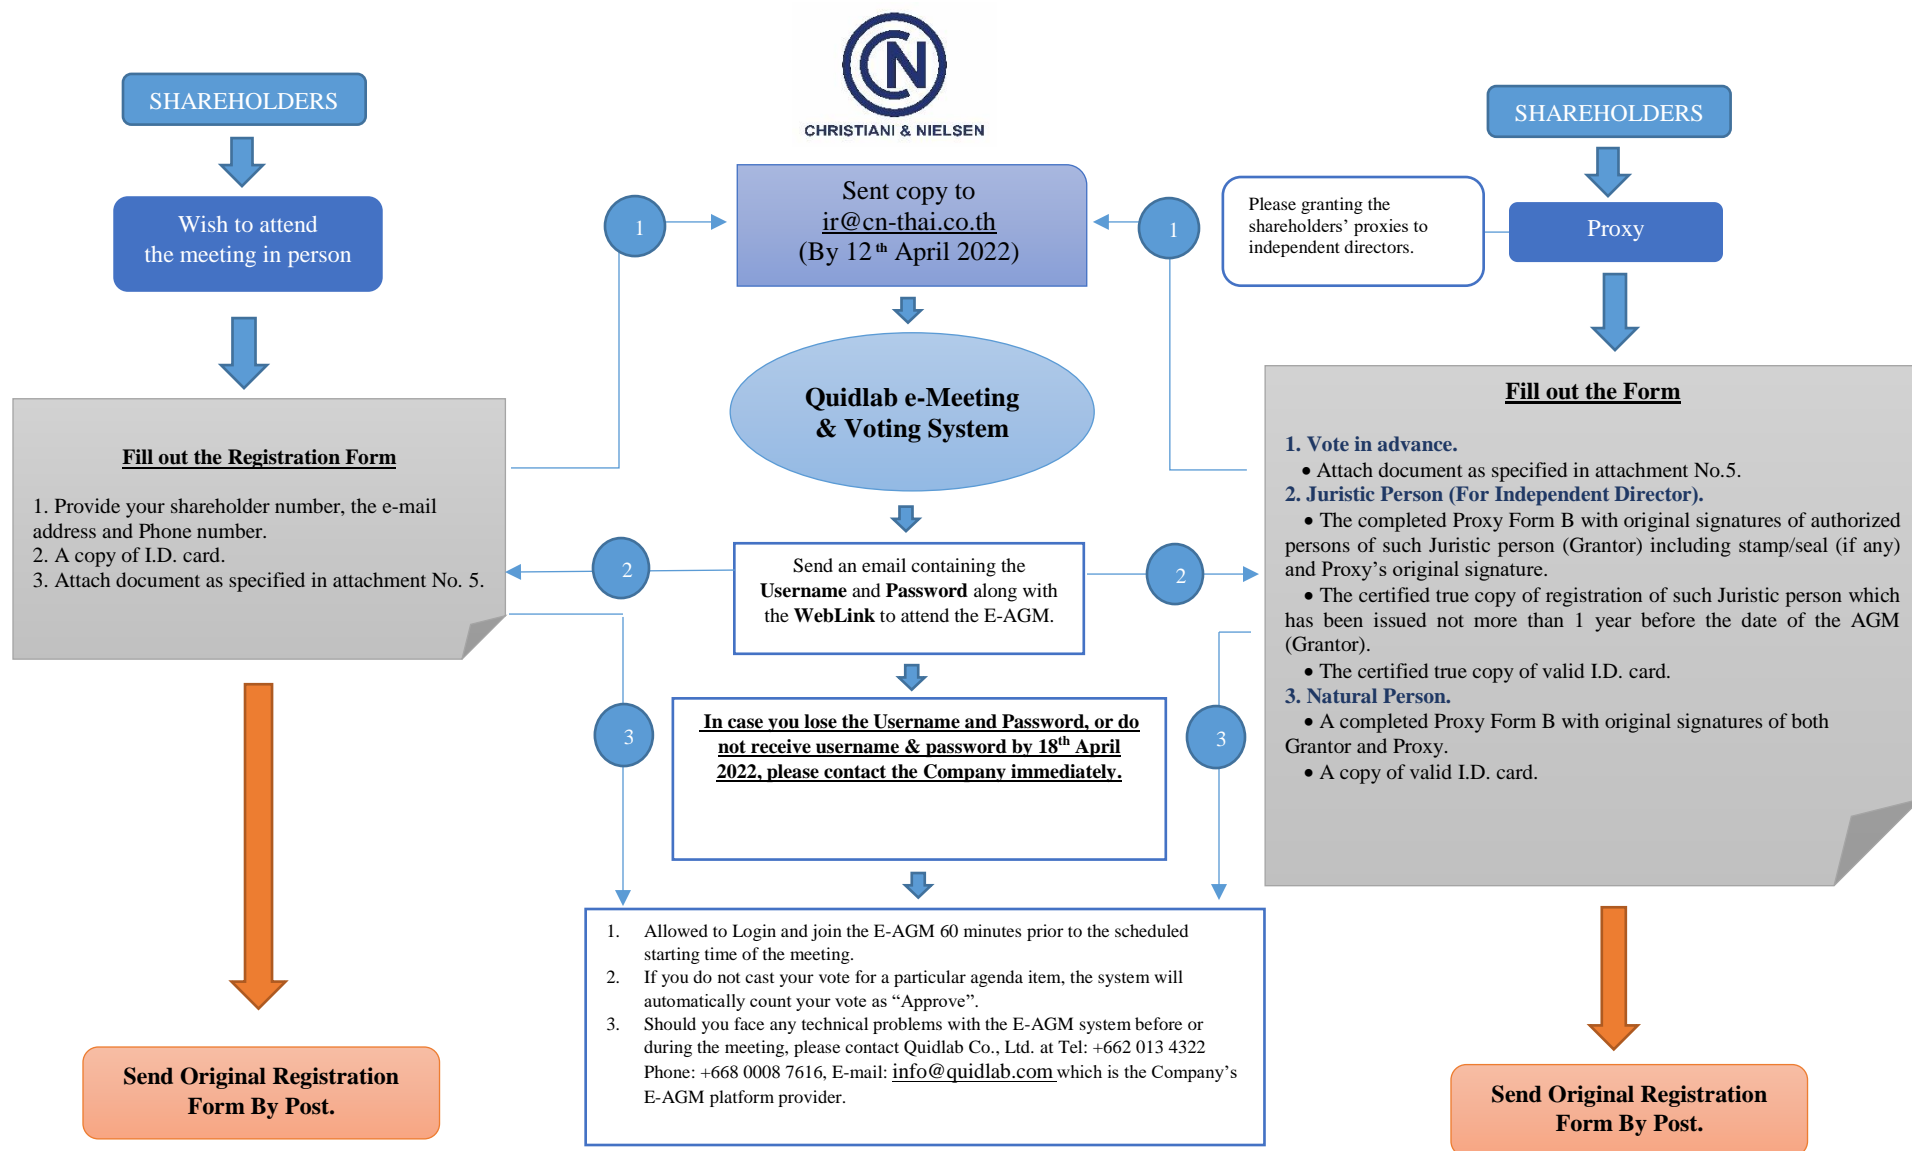 CN
CHRISTIANI & NIELSEN
SHAREHOLDERS
Wish to attend
the meeting in person
Fill out the Registration Form
1. Provide your shareholder number, the e-mail
address and Phone number.
2. A copy of I.D. card.
3. Attach document as specified in attachment No. 5.
Send Original Registration
Form By Post.
1
2
3
Sent copy to
ir@cn-thai.co.th
(By 12th April 2022)
Quidlab e-Meeting
& Voting System
Send an email containing the
Username and Password along with
the WebLink to attend the E-AGM.
In case you lose the Username and Password, or do
not receive username & password by 18th April
2022, please contact the Company immediately.
1. Allowed to Login and join the E-AGM 60 minutes prior to the scheduled
starting time of the meeting.
2. If you do not cast your vote for a particular agenda item, the system will
automatically count your vote as “Approve”.
3. Should you face any technical problems with the E-AGM system before or
during the meeting, please contact Quidlab Co., Ltd. at Tel: +662 013 4322
Phone: +668 0008 7616, E-mail: info@quidlab.com which is the Company’s
E-AGM platform provider.
1
2
3
SHAREHOLDERS
Please granting the
shareholders’ proxies to
independent directors.
Proxy
Fill out the Form
1. Vote in advance.
• Attach document as specified in attachment No.5.
2. Juristic Person (For Independent Director).
• The completed Proxy Form B with original signatures of authorized
persons of such Juristic person (Grantor) including stamp/seal (if any)
and Proxy’s original signature.
• The certified true copy of registration of such Juristic person which
has been issued not more than 1 year before the date of the AGM
(Grantor).
• The certified true copy of valid I.D. card.
3. Natural Person.
• A completed Proxy Form B with original signatures of both
Grantor and Proxy.
• A copy of valid I.D. card.
Send Original Registration
Form By Post.